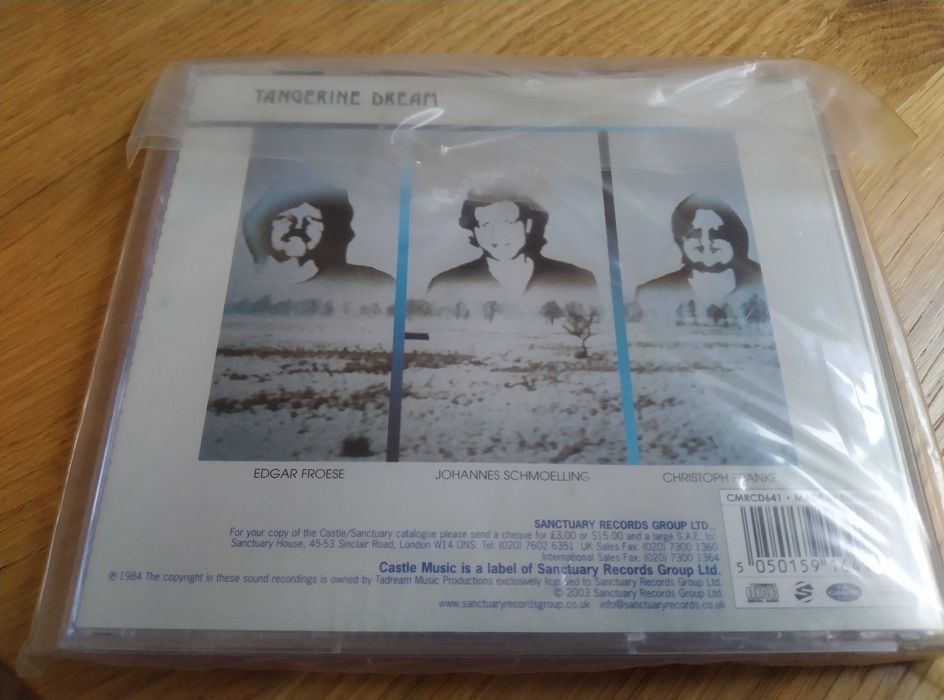 TANGERINE DREAM
EDGAR FROESE
JOHANNES SCHMOELLING
CHRISTOPH
CMRCD641 •
SANCTUARY RECORDS GROUP LTD.,
For your copy of the Castle/Sanctuary catalogue please send a cheque for £3.00 or $15.00 and a large S.A.E. to:
Sanctuary House, 45-53 Sinclair Road, London W14 0NS. Tel: (020) 7602 6351 UK Sales Fax: (020) 7300 1360
International Sales Fax: (020) 7300 1364
Castle Music is a label of Sanctuary Records Group Ltd.
℗ 1984 The copyright in these sound recordings is owned by Tadream Music Productions exclusively licensed to Sanctuary Records Group Ltd.
© 2003 Sanctuary Records Group Ltd.
www.sanctuaryrecordsgroup.co.uk info@sanctuaryrecords.co.uk
5 050159
disc